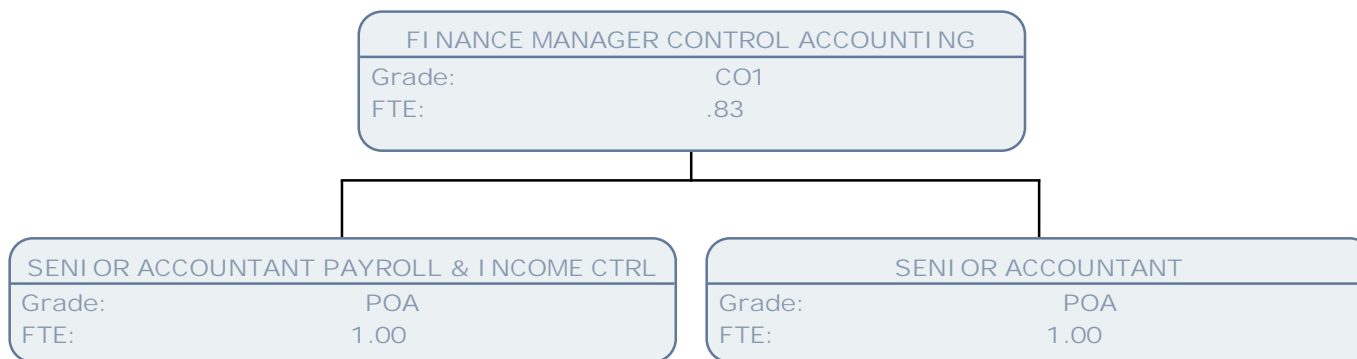 FINANCE MANAGER CONTROL ACCOUNTING
Grade: CO1
FTE: .83
SENIOR ACCOUNTANT PAYROLL & INCOME CTRL
Grade: POA
FTE: 1.00
SENIOR ACCOUNTANT
Grade: POA
FTE: 1.00